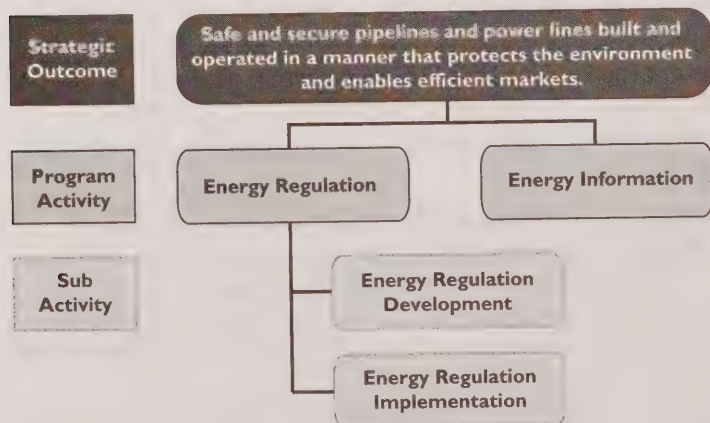 Strategic
Outcome
Safe and secure pipelines and power lines built and
operated in a manner that protects the environment
and enables efficient markets.
Program
Activity
Energy Regulation
Energy Information
Sub
Activity
Energy Regulation
Development
Energy Regulation
Implementation